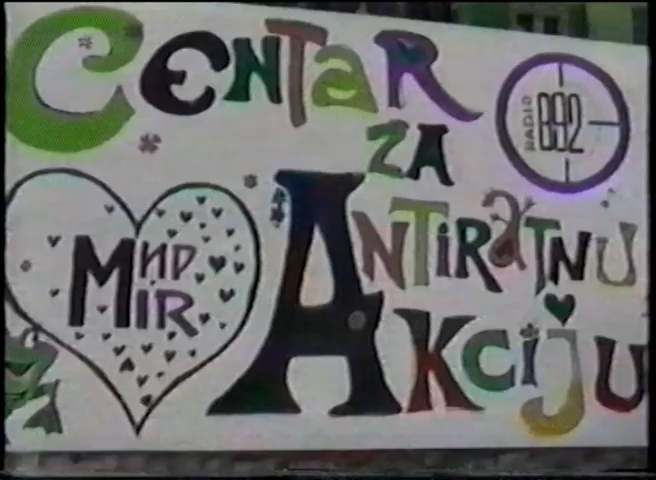 CENTAR
ZA
ANTIRATNU
AKCIJU
МИР
MIR
RADIO
B92